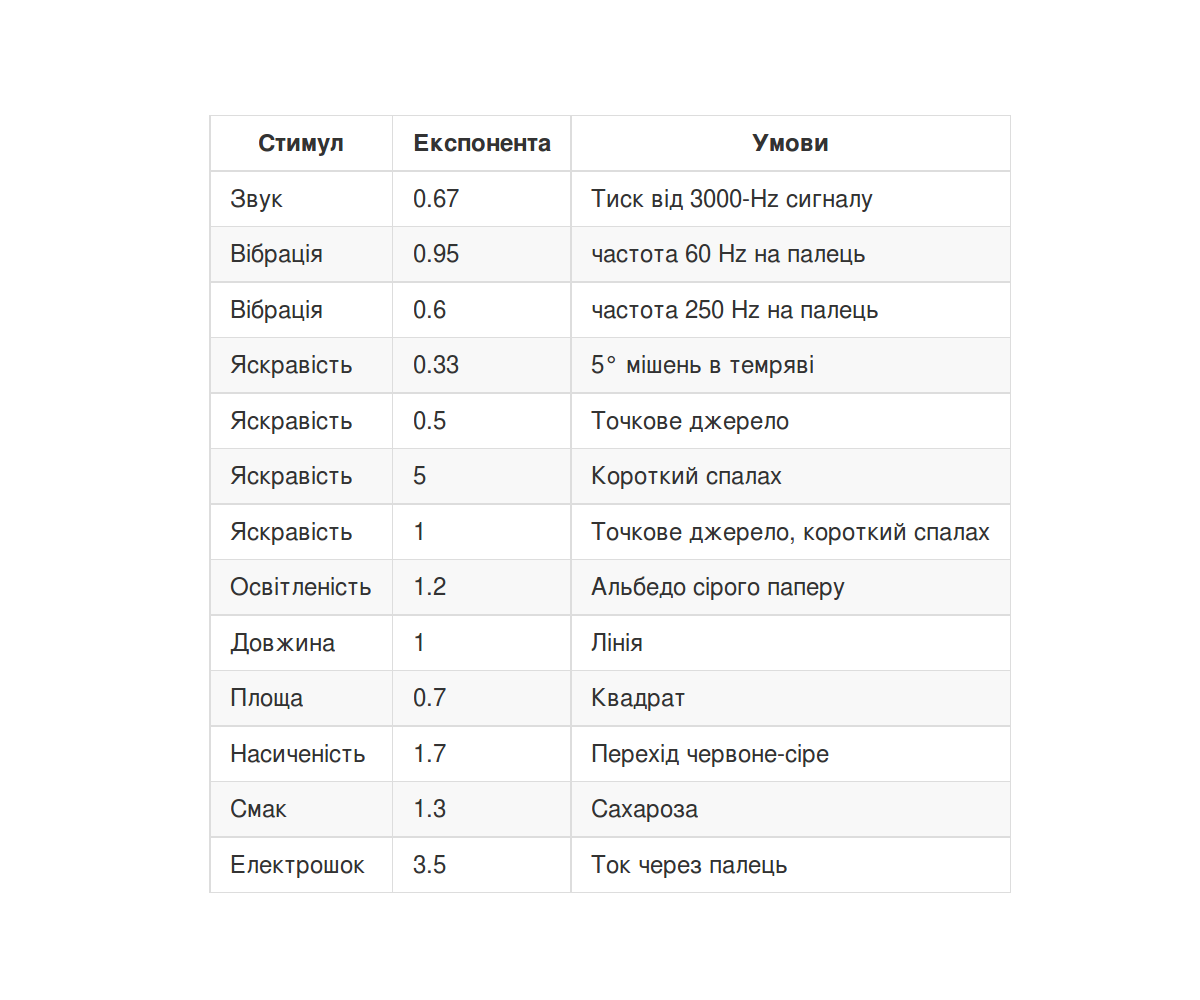 Стимул Експонента Умови
Звук 0.67 Тиск від 3000-Hz сигналу
Вібрація 0.95 частота 60 Hz на палець
Вібрація 0.6 частота 250 Hz на палець
Яскравість 0.33 5° мішень в темряві
Яскравість 0.5 Точкове джерело
Яскравість 5 Короткий спалах
Яскравість 1 Точкове джерело, короткий спалах
Освітленість 1.2 Альбедо сірого паперу
Довжина 1 Лінія
Площа 0.7 Квадрат
Насиченість 1.7 Перехід червоне-сіре
Смак 1.3 Сахароза
Електрошок 3.5 Ток через палець